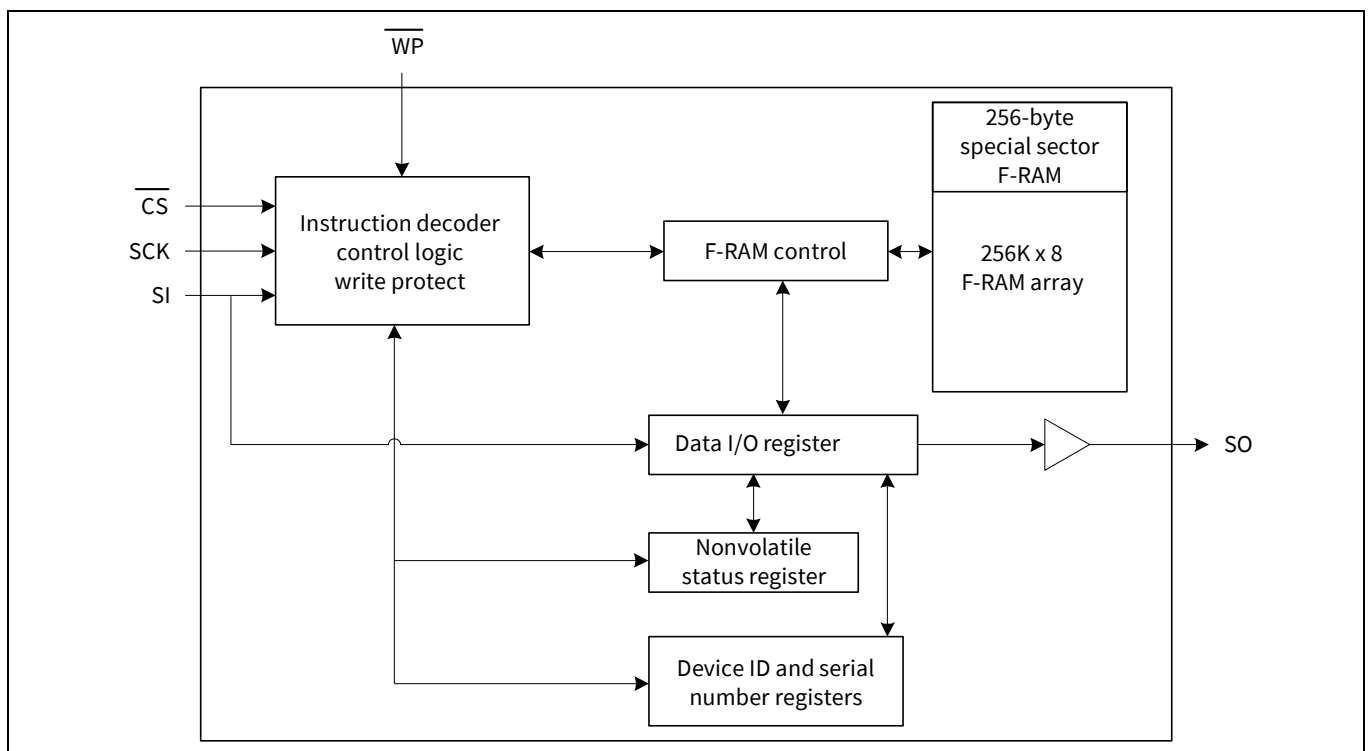 WP
256-byte
special sector
F-RAM
CS
SCK
SI
Instruction decoder
control logic
write protect
F-RAM control
256K x 8
F-RAM array
Data I/O register
SO
Nonvolatile
status register
Device ID and serial
number registers